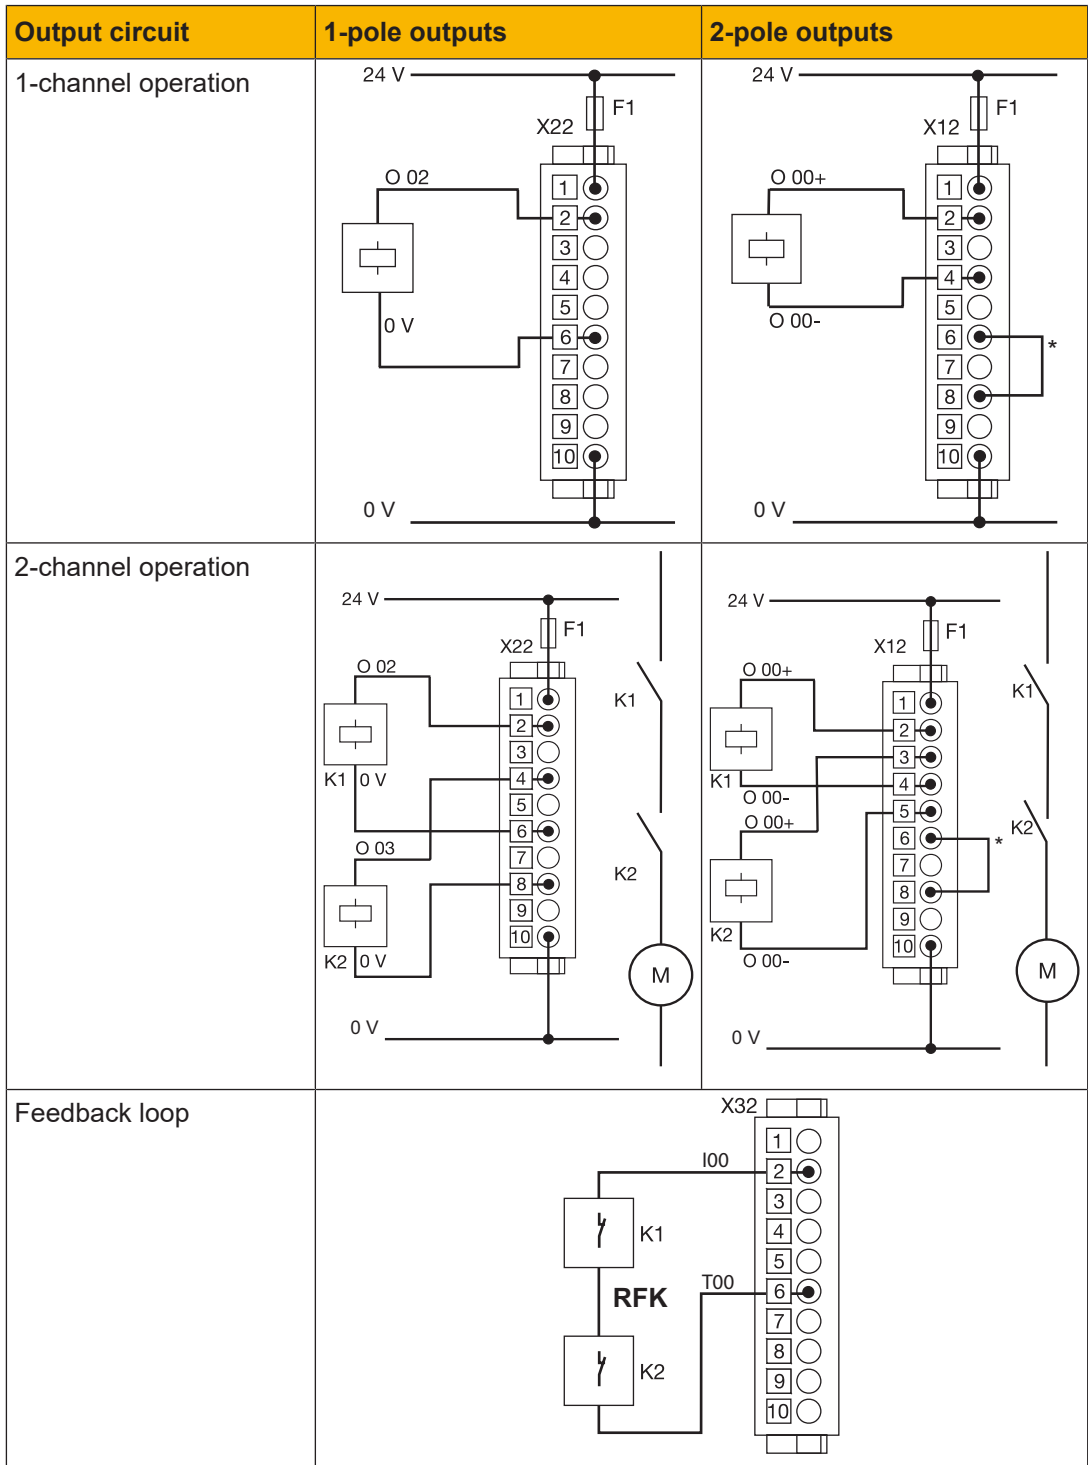 Output circuit
1-pole outputs
2-pole outputs
1-channel operation
24 V
F1
X22
O 02
0 V
1
2
3
4
5
6
7
8
9
10
0 V
24 V
F1
X12
O 00+
O 00-
1
2
3
4
5
6
7
8
9
10
*
0 V
2-channel operation
24 V
F1
X22
O 02
K1 0 V
O 03
K2 0 V
1
2
3
4
5
6
7
8
9
10
K1
K2
M
0 V
24 V
F1
X12
O 00+
K1
O 00-
O 00+
K2
O 00-
1
2
3
4
5
6
7
8
9
10
*
K1
K2
M
0 V
Feedback loop
X32
I00
K1
RFK
T00
K2
1
2
3
4
5
6
7
8
9
10